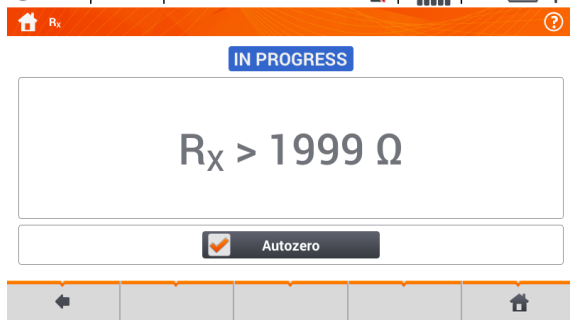 Rx
IN PROGRESS
Rx > 1999 Ω
Autozero